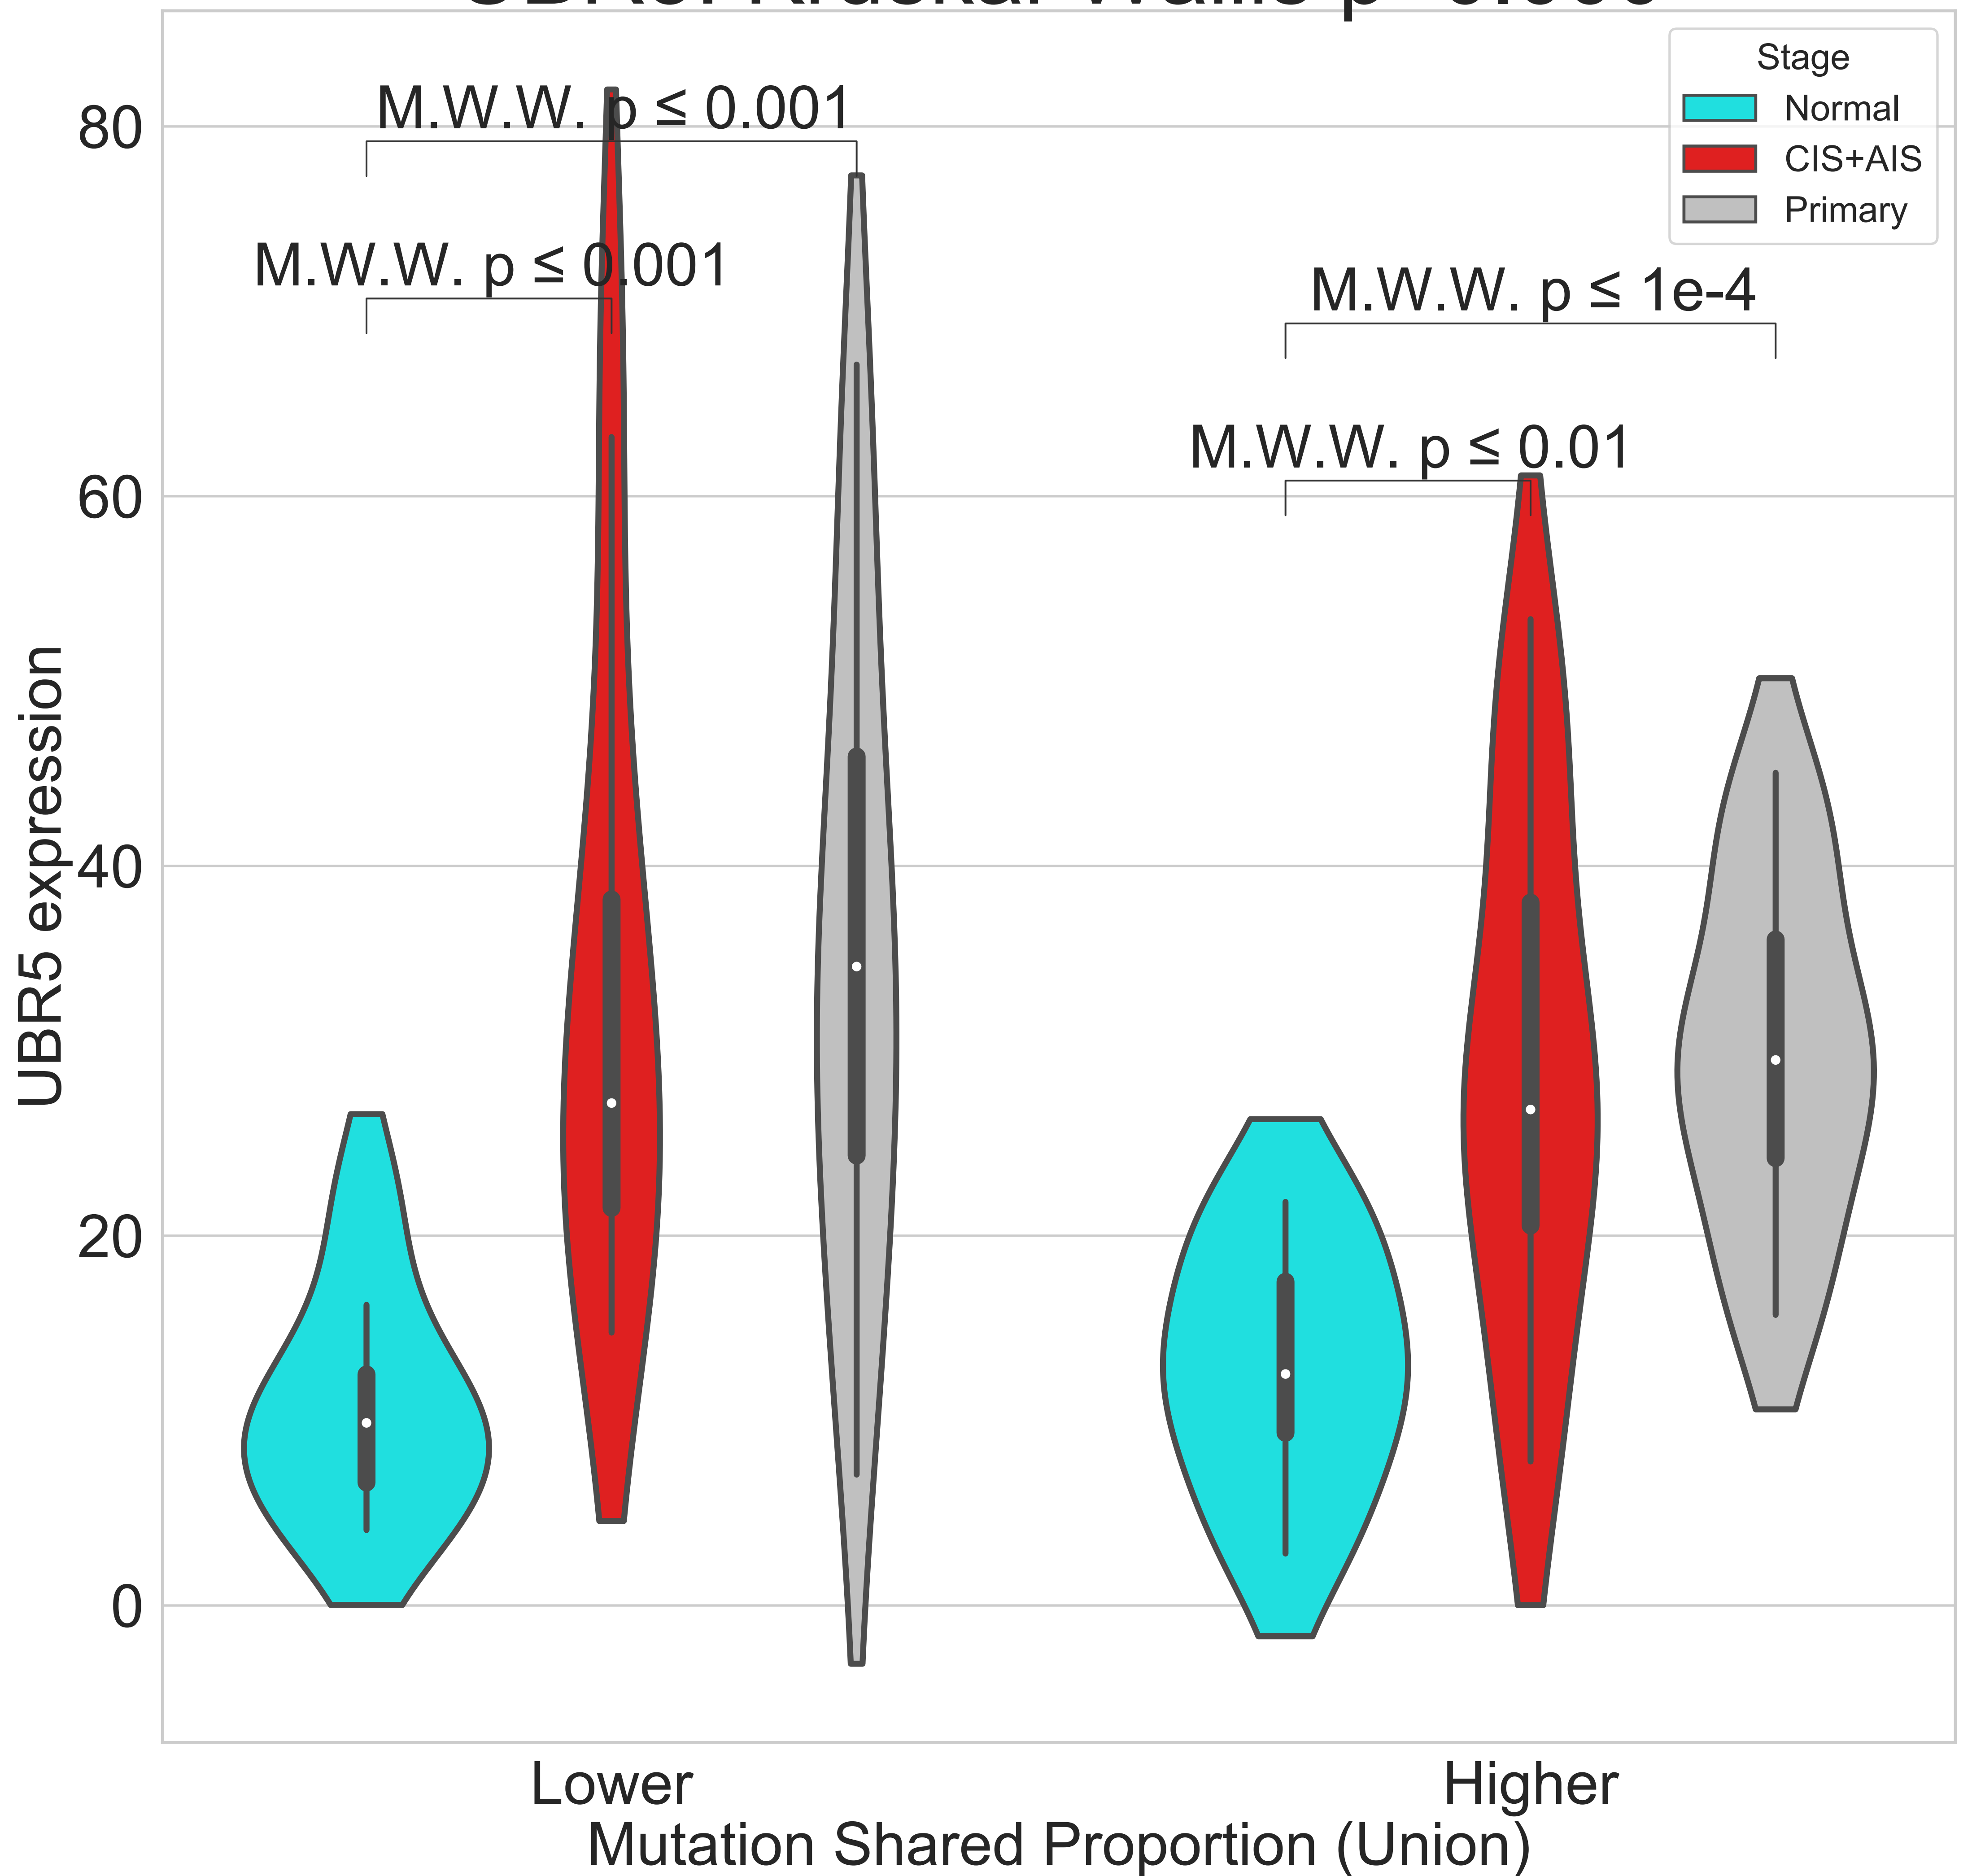 Stage
Normal
CIS+AIS
Primary
M.W.W. p ≤ 0.001
M.W.W. p ≤ 0.001
M.W.W. p ≤ 1e-4
M.W.W. p ≤ 0.01
80
60
40
20
0
UBR5 expression
Lower
Higher
Mutation Shared Proportion (Union)